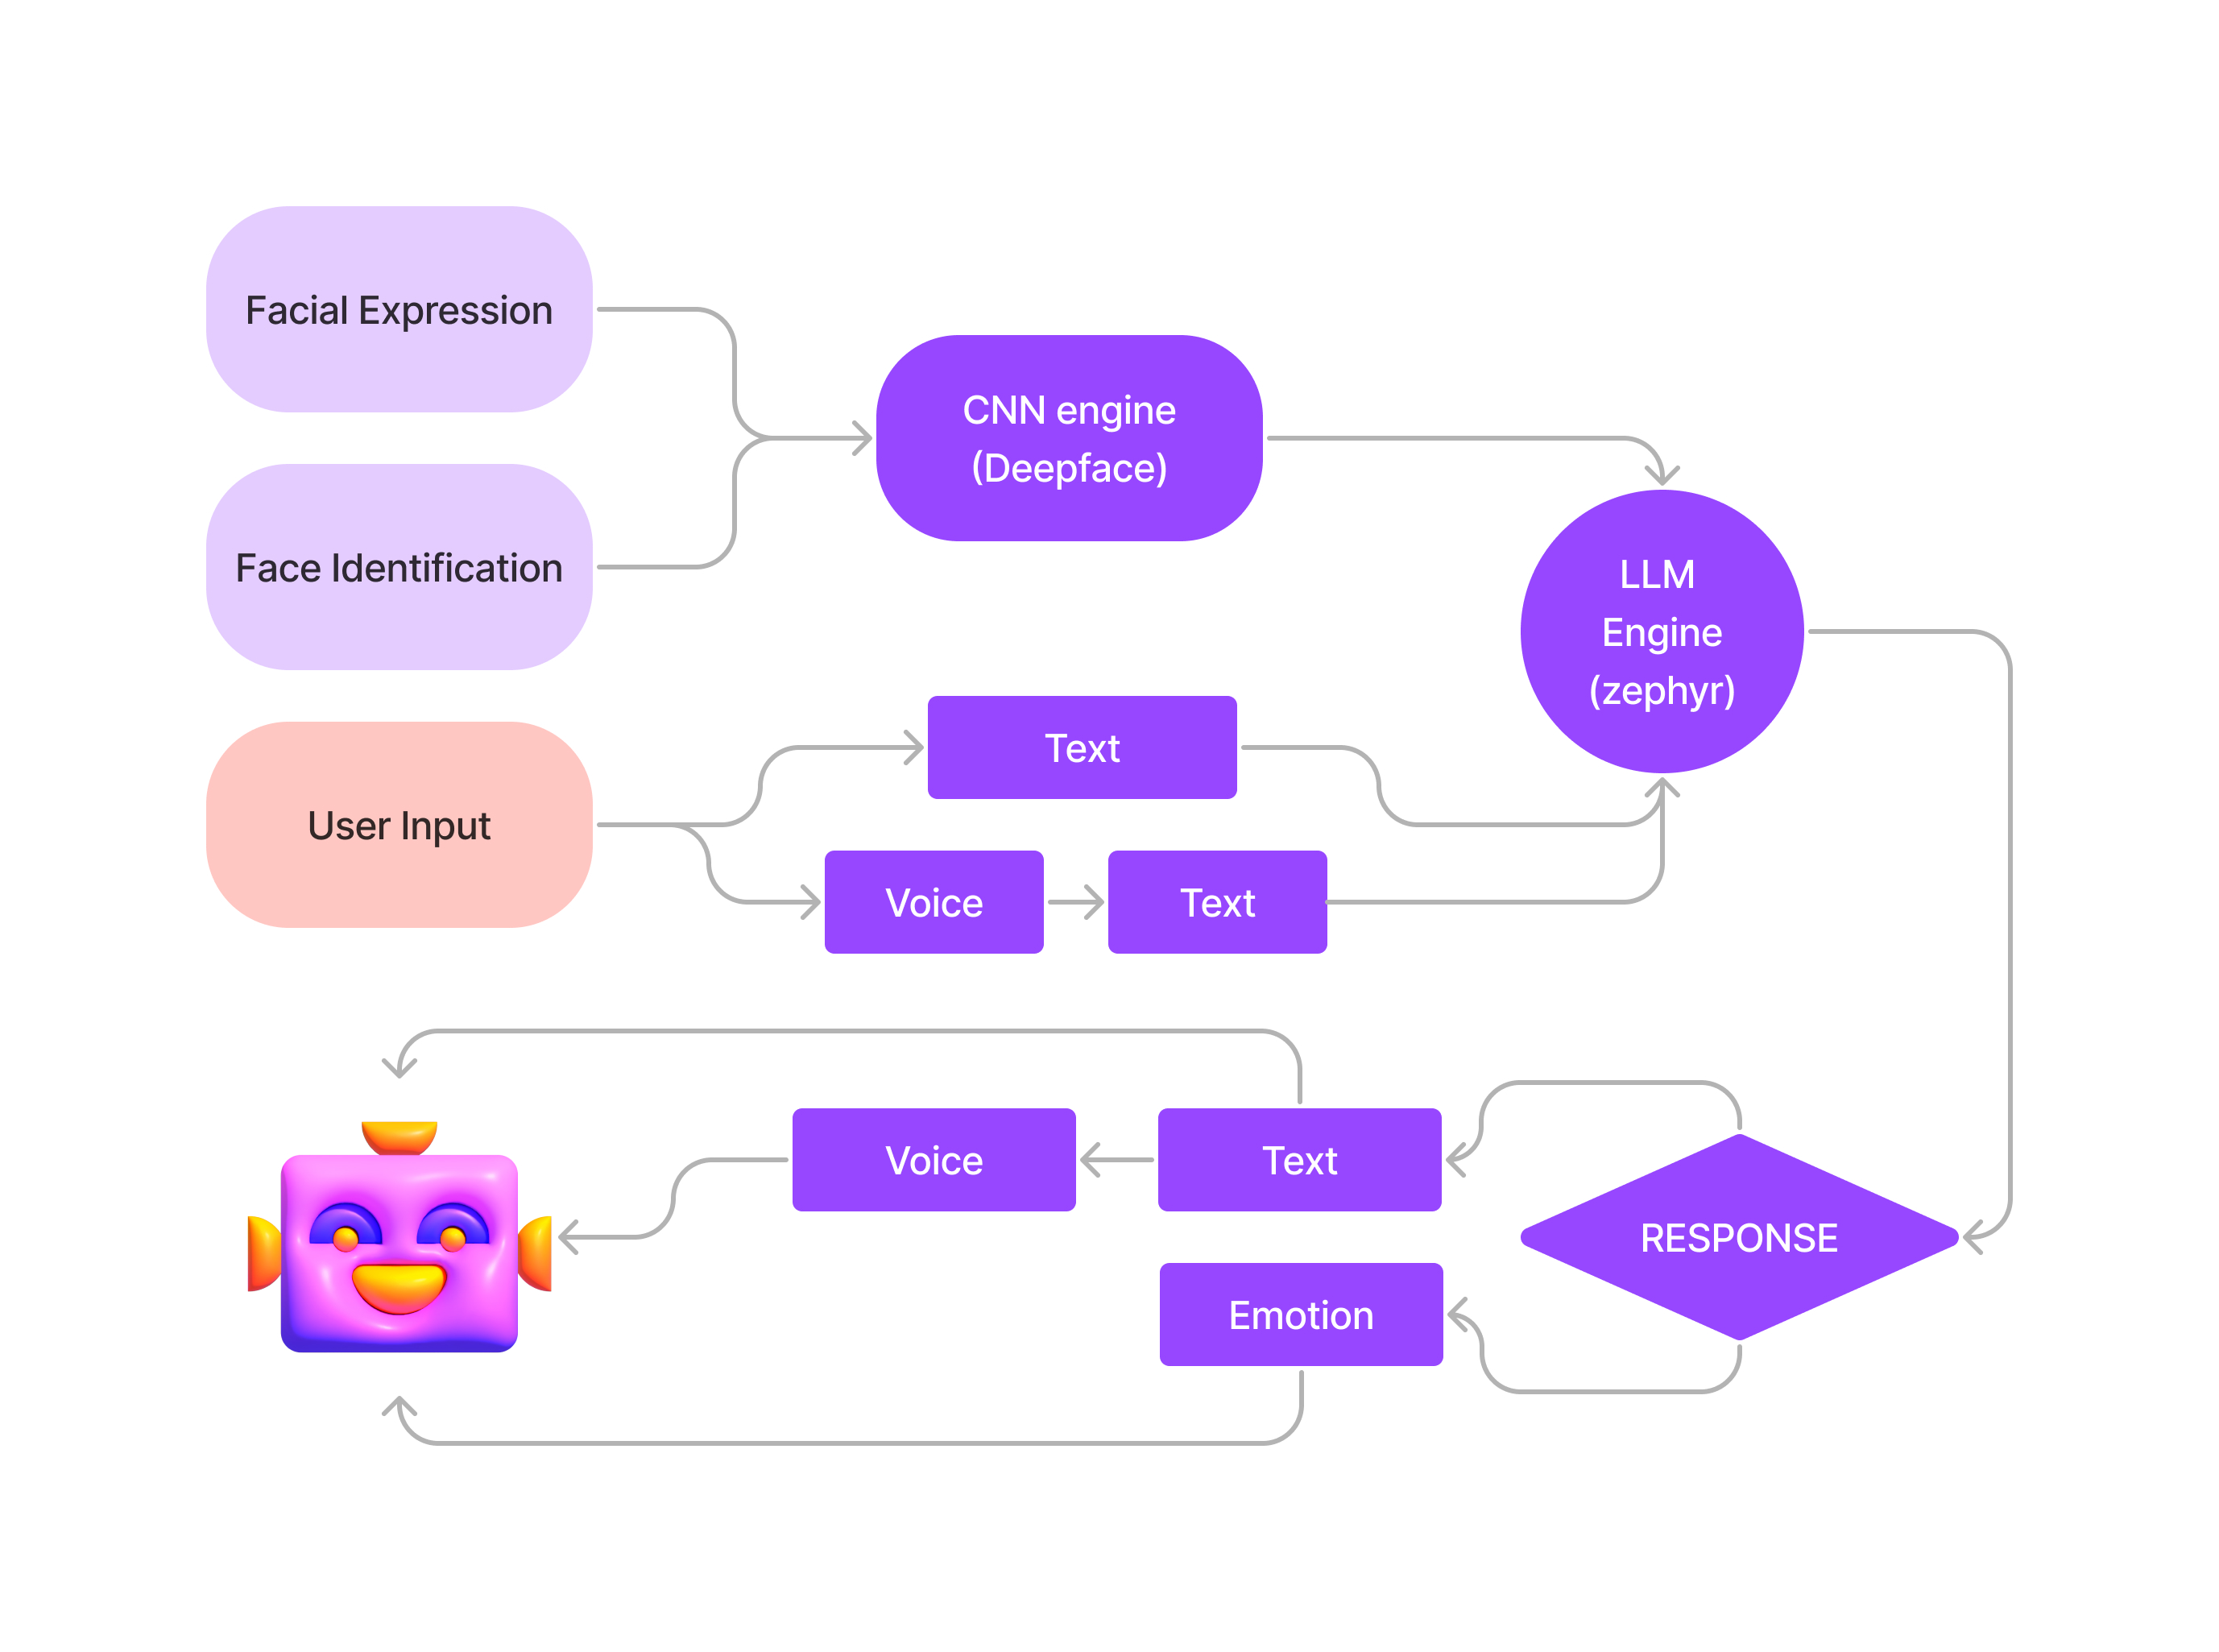 Facial Expression
CNN engine
(Deepface)
Face Identification
LLM
Engine
(zephyr)
Text
User Input
Voice
Text
Voice
Text
RESPONSE
Emotion